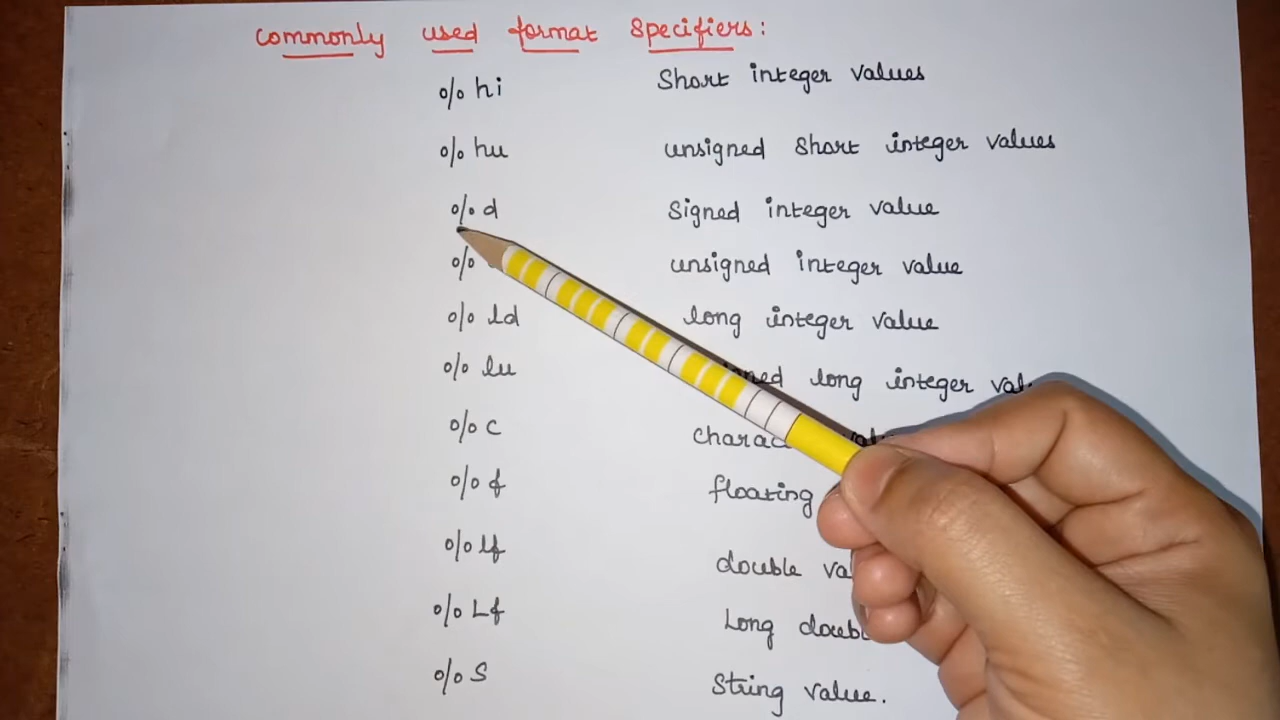 commonly used format specifiers:
%hi short integer values
%hu unsigned short integer values
%d signed integer value
% unsigned integer value
%ld long integer value
%lu long integer
%c
%f floating
%lf double
%Lf Long
%s string value.